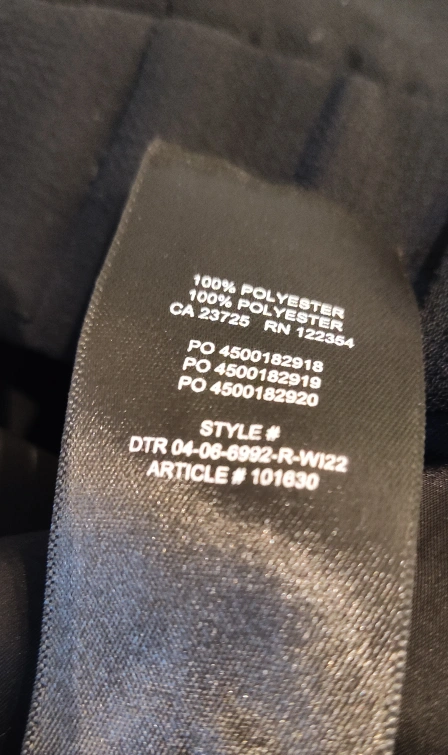 100% POLYESTER
100% POLYESTER
CA 23725 RN 122354
PO 4500182918
PO 4500182919
PO 4500182920
STYLE #
DTR 04-06-6992-R-WI22
ARTICLE # 101630